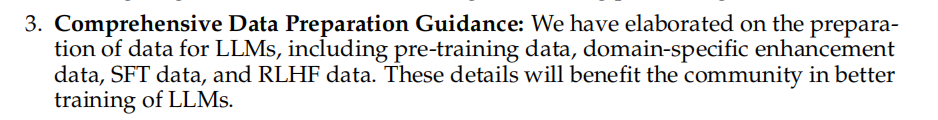 3. Comprehensive Data Preparation Guidance: We have elaborated on the prepara-
tion of data for LLMs, including pre-training data, domain-specific enhancement
data, SFT data, and RLHF data. These details will benefit the community in better
training of LLMs.